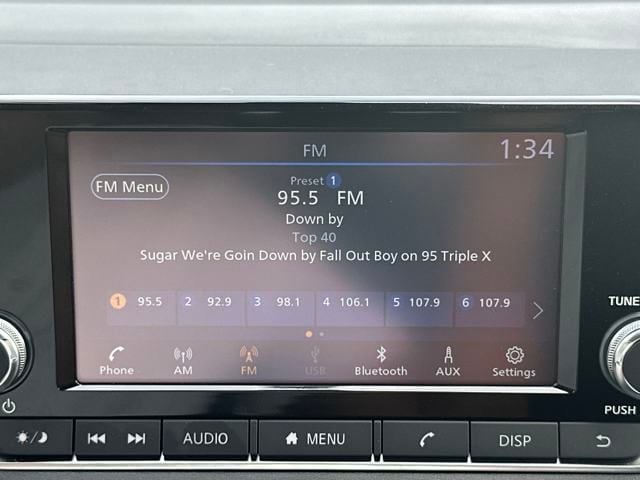 FM 1:34
FM Menu
Preset 1
95.5 FM
Down by
Top 40
Sugar We're Goin Down by Fall Out Boy on 95 Triple X
1 95.5 2 92.9 3 98.1 4 106.1 5 107.9 6 107.9
Phone AM FM USB Bluetooth AUX Settings
TUNE
PUSH
AUDIO MENU DISP